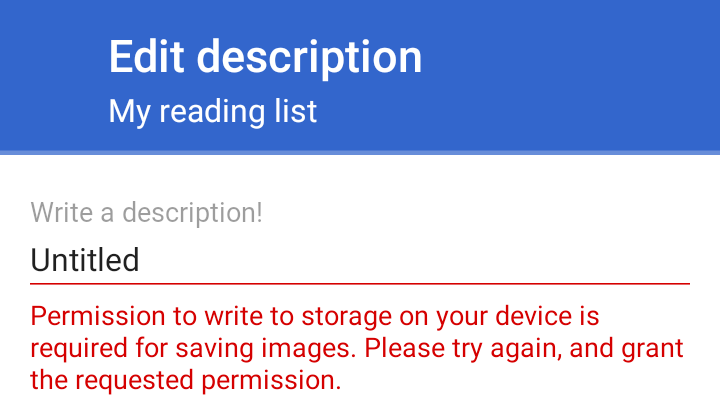 Edit description
My reading list
Write a description!
Untitled
Permission to write to storage on your device is
required for saving images. Please try again, and grant
the requested permission.